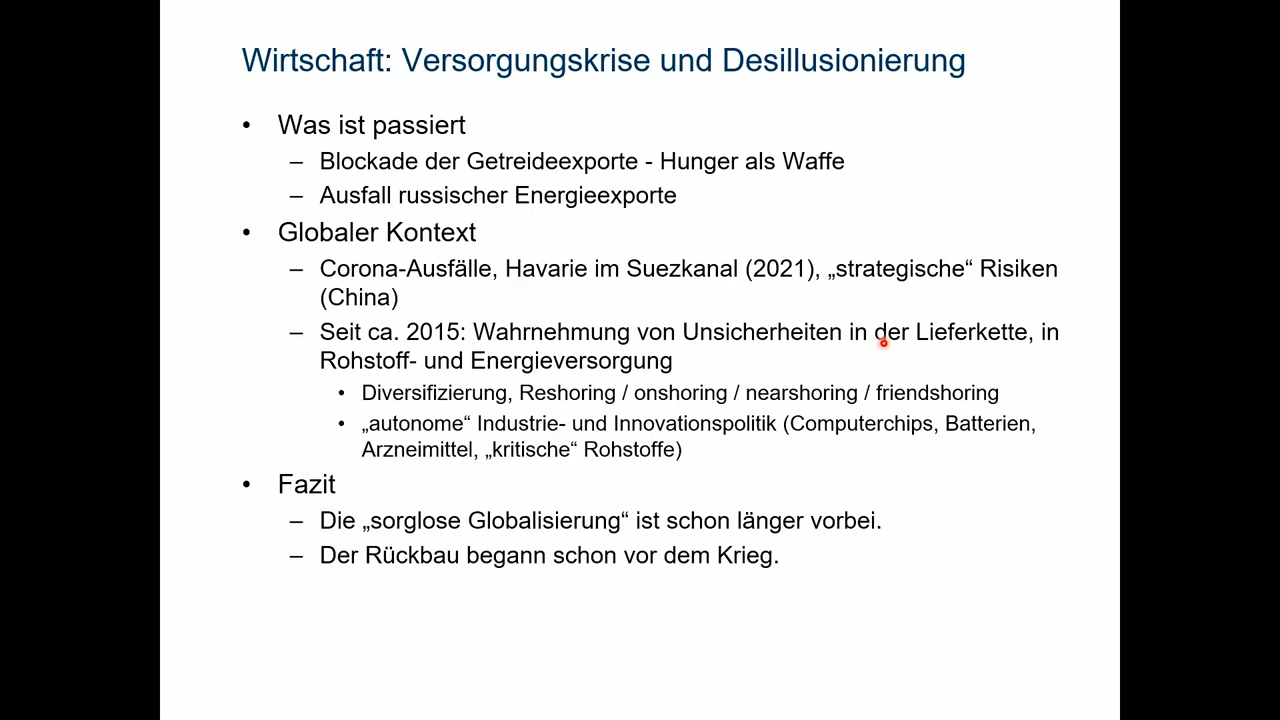 Wirtschaft: Versorgungskrise und Desillusionierung
• Was ist passiert
– Blockade der Getreideexporte - Hunger als Waffe
– Ausfall russischer Energieexporte
• Globaler Kontext
– Corona-Ausfälle, Havarie im Suezkanal (2021), „strategische“ Risiken
(China)
– Seit ca. 2015: Wahrnehmung von Unsicherheiten in der Lieferkette, in
Rohstoff- und Energieversorgung
• Diversifizierung, Reshoring / onshoring / nearshoring / friendshoring
• „autonome“ Industrie- und Innovationspolitik (Computerchips, Batterien,
Arzneimittel, „kritische“ Rohstoffe)
• Fazit
– Die „sorglose Globalisierung“ ist schon länger vorbei.
– Der Rückbau begann schon vor dem Krieg.